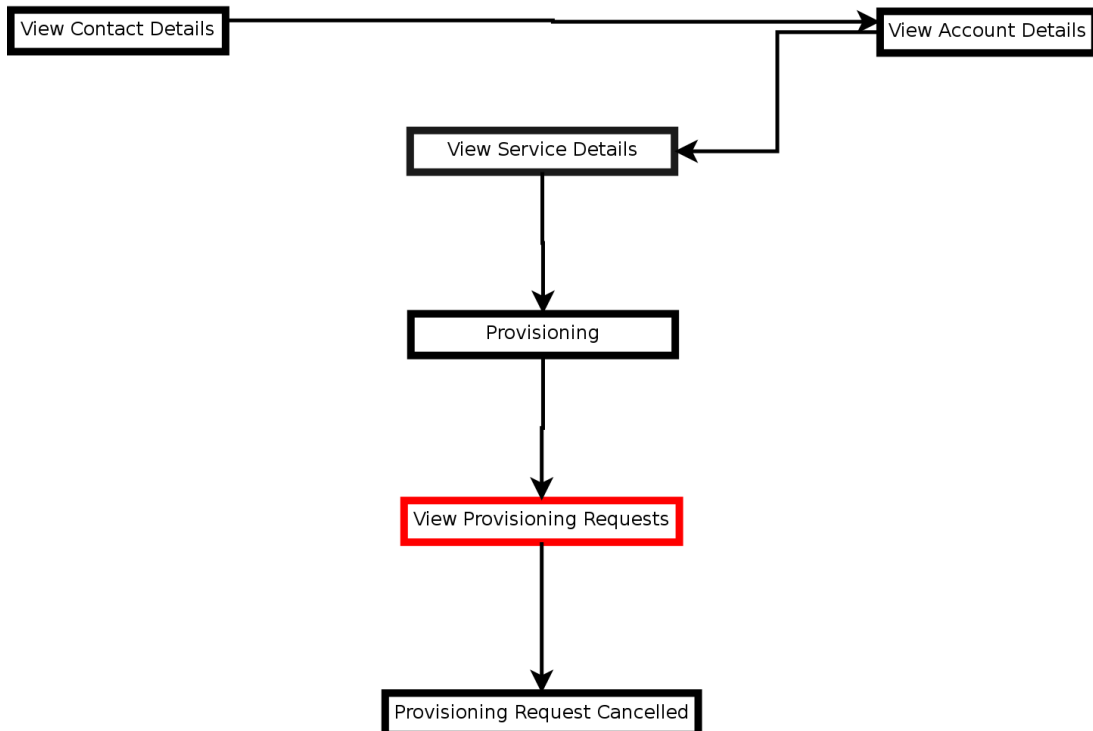 View Contact Details
View Account Details
View Service Details
Provisioning
View Provisioning Requests
Provisioning Request Cancelled